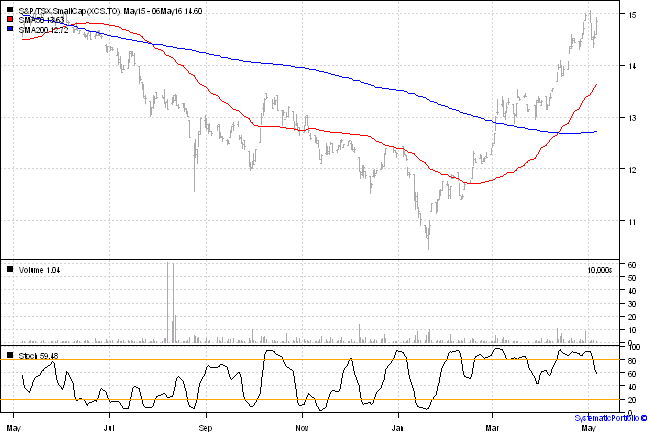 S&P/TSX SmallCap(XCS.TO), May15 - 06May16 14.60
SMA50 13.63
SMA200 12.72
15
14
13
12
11
Volume 1.04
10,000s
60
50
40
30
20
10
0
Stoch 59.48
100
80
60
40
20
0
May Jul Sep Nov Jan Mar May
SystematicPortfolio ©